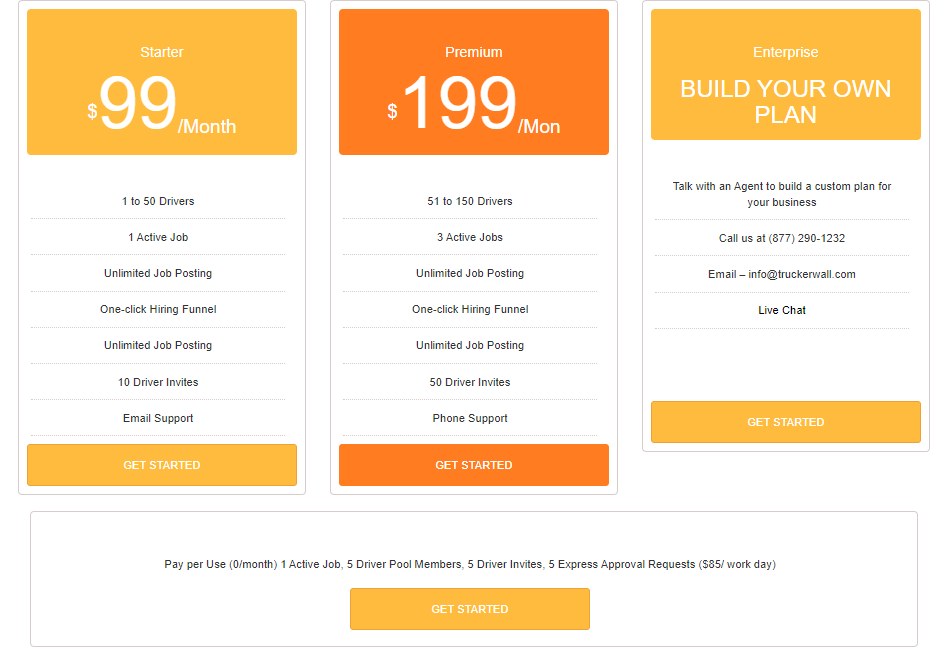 Starter
$99/Month
1 to 50 Drivers
1 Active Job
Unlimited Job Posting
One-click Hiring Funnel
Unlimited Job Posting
10 Driver Invites
Email Support
GET STARTED
Premium
$199/Mon
51 to 150 Drivers
3 Active Jobs
Unlimited Job Posting
One-click Hiring Funnel
Unlimited Job Posting
50 Driver Invites
Phone Support
GET STARTED
Enterprise
BUILD YOUR OWN
PLAN
Talk with an Agent to build a custom plan for
your business
Call us at (877) 290-1232
Email – info@truckerwall.com
Live Chat
GET STARTED
Pay per Use (0/month) 1 Active Job, 5 Driver Pool Members, 5 Driver Invites, 5 Express Approval Requests ($85/ work day)
GET STARTED